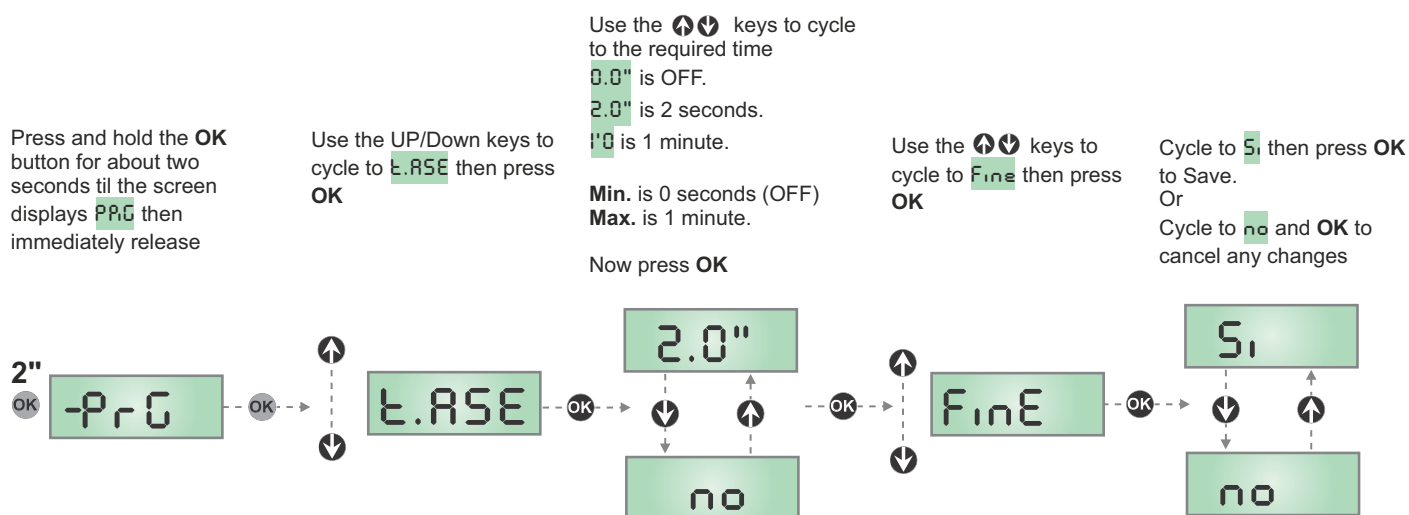 Press and hold the OK
button for about two
seconds til the screen
displays PRG then
immediately release
Use the UP/Down keys to
cycle to t.ASE then press
OK
Use the keys to cycle
to the required time
0.0" is OFF.
2.0" is 2 seconds.
1'0 is 1 minute.
Min. is 0 seconds (OFF)
Max. is 1 minute.
Now press OK
Use the keys to
cycle to FinE then press
OK
Cycle to Si then press OK
to Save.
Or
Cycle to no and OK to
cancel any changes
2"
OK
-PrG
OK
t.ASE
OK
2.0"
no
OK
FinE
OK
Si
no